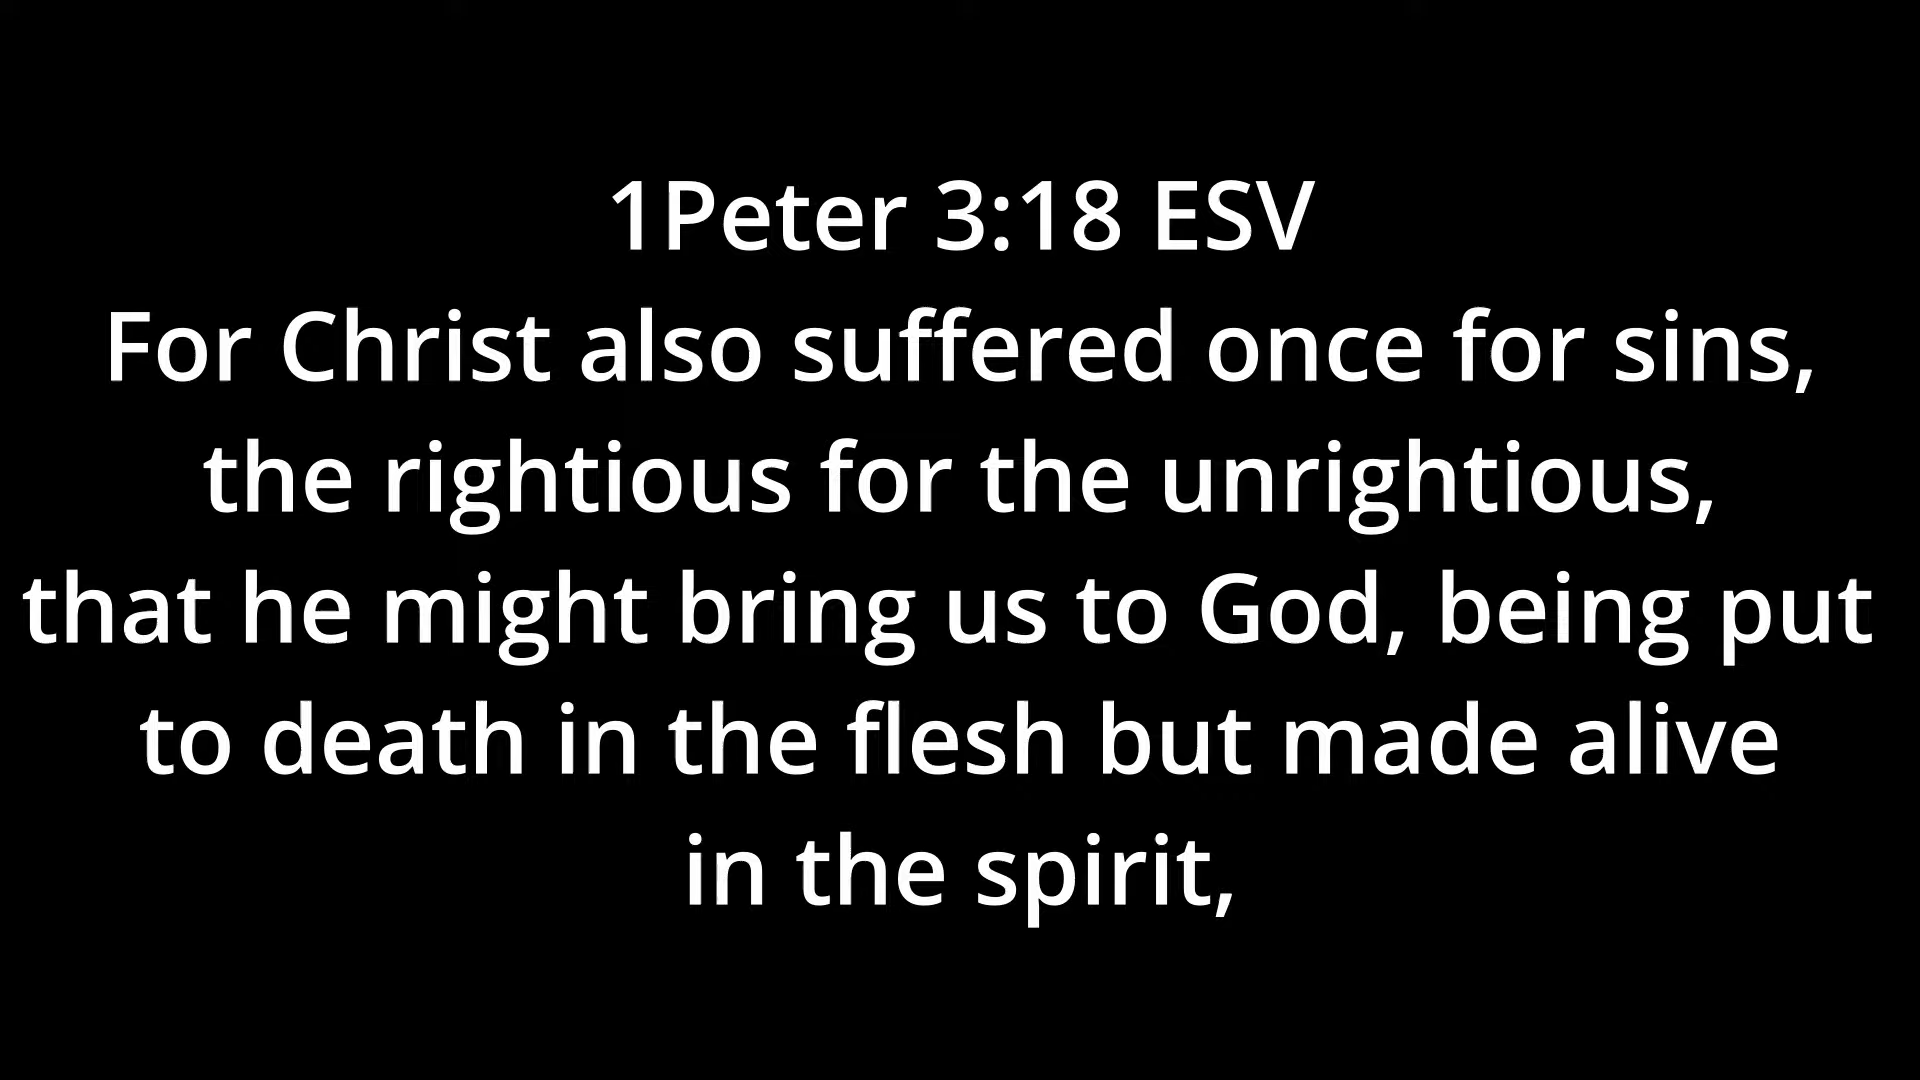 1Peter 3:18 ESV
For Christ also suffered once for sins,
the rightious for the unrightious,
that he might bring us to God, being put
to death in the flesh but made alive
in the spirit,